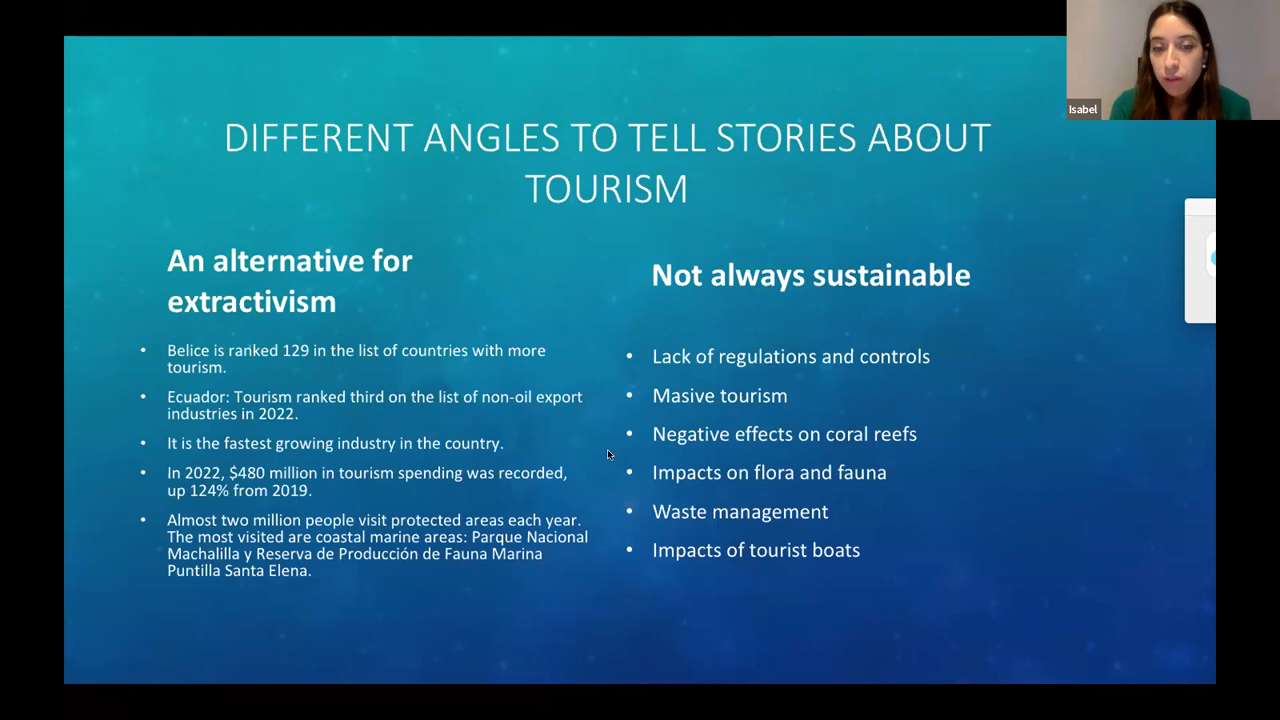 Isabel
DIFFERENT ANGLES TO TELL STORIES ABOUT
TOURISM
An alternative for
extractivism
• Belice is ranked 129 in the list of countries with more
tourism.
• Ecuador: Tourism ranked third on the list of non-oil export
industries in 2022.
• It is the fastest growing industry in the country.
• In 2022, $480 million in tourism spending was recorded,
up 124% from 2019.
• Almost two million people visit protected areas each year.
The most visited are coastal marine areas: Parque Nacional
Machalilla y Reserva de Producción de Fauna Marina
Puntilla Santa Elena.
Not always sustainable
• Lack of regulations and controls
• Masive tourism
• Negative effects on coral reefs
• Impacts on flora and fauna
• Waste management
• Impacts of tourist boats